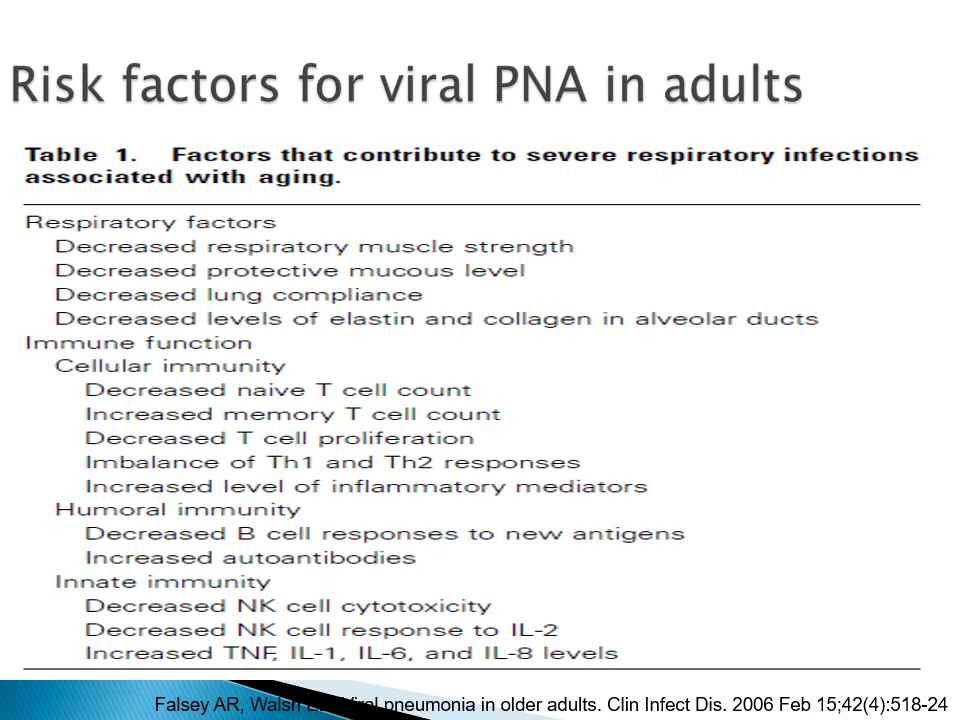 Risk factors for viral PNA in adults
Table 1. Factors that contribute to severe respiratory infections
associated with aging.
Respiratory factors
Decreased respiratory muscle strength
Decreased protective mucous level
Decreased lung compliance
Decreased levels of elastin and collagen in alveolar ducts
Immune function
Cellular immunity
Decreased naive T cell count
Increased memory T cell count
Decreased T cell proliferation
Imbalance of Th1 and Th2 responses
Increased level of inflammatory mediators
Humoral immunity
Decreased B cell responses to new antigens
Increased autoantibodies
Innate immunity
Decreased NK cell cytotoxicity
Decreased NK cell response to IL-2
Increased TNF, IL-1, IL-6, and IL-8 levels
Falsey AR, Walsh Viral pneumonia in older adults. Clin Infect Dis. 2006 Feb 15;42(4):518-24